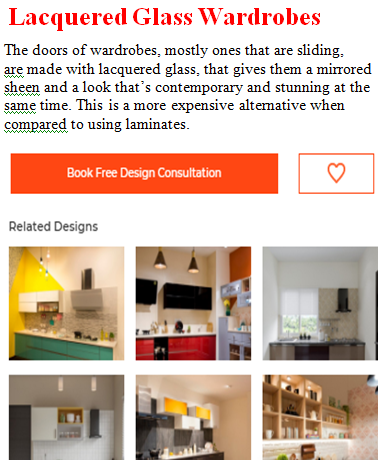 Lacquered Glass Wardrobes
The doors of wardrobes, mostly ones that are sliding,
are made with lacquered glass, that gives them a mirrored
sheen and a look that's contemporary and stunning at the
same time. This is a more expensive alternative when
compared to using laminates.
Book Free Design Consultation
Related Designs